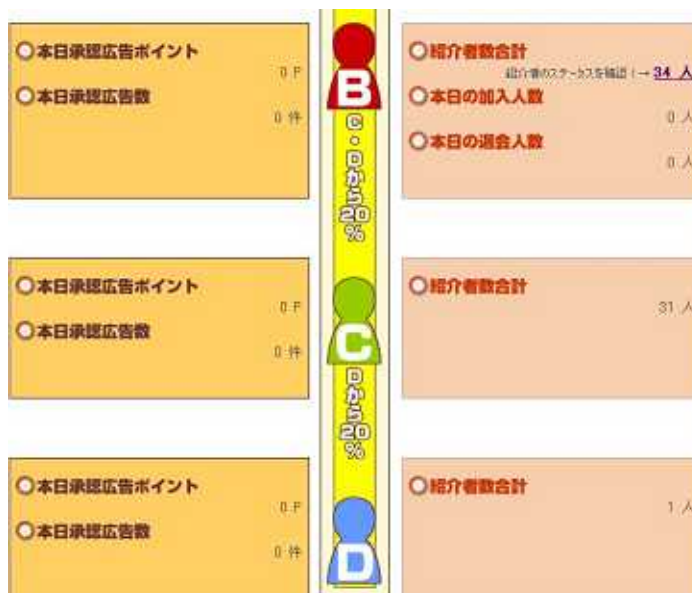 本日承認広告ポイント
0 P
本日承認広告数
0 件
B
C・Dから20%
紹介者数合計
紹介者のステータスを確認!→ 34 人
本日の加入人数
0 人
本日の退会人数
0 人
本日承認広告ポイント
0 P
本日承認広告数
0 件
C
Dから20%
紹介者数合計
31 人
本日承認広告ポイント
0 P
本日承認広告数
0 件
D
紹介者数合計
1 人